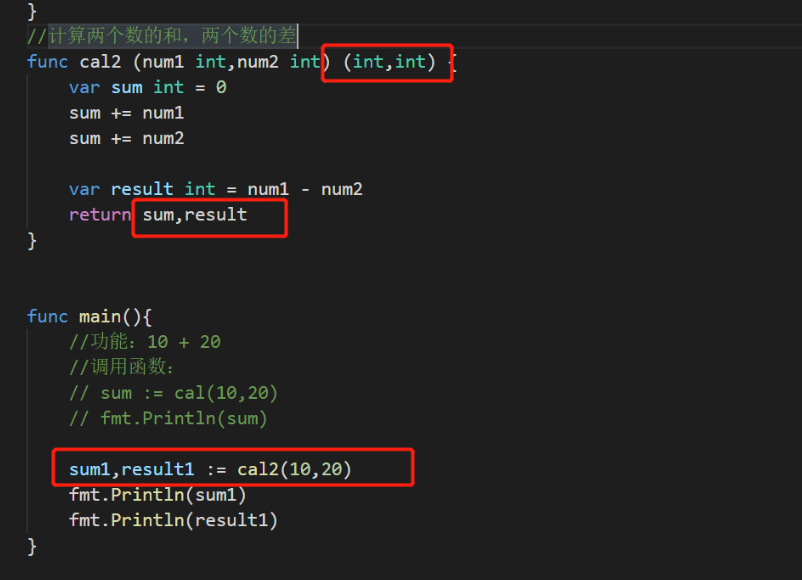 }
//计算两个数的和，两个数的差
func cal2 (num1 int,num2 int) (int,int) {
var sum int = 0
sum += num1
sum += num2
var result int = num1 - num2
return sum,result
}
func main(){
//功能：10 + 20
//调用函数：
// sum := cal(10,20)
// fmt.Println(sum)
sum1,result1 := cal2(10,20)
fmt.Println(sum1)
fmt.Println(result1)
}